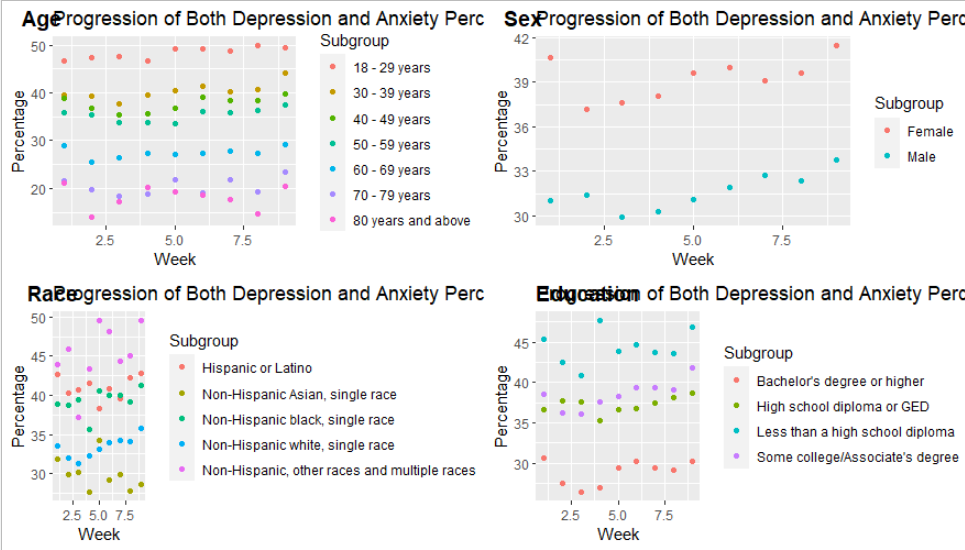 Age Progression of Both Depression and Anxiety Perc
Subgroup
18 - 29 years
30 - 39 years
40 - 49 years
50 - 59 years
60 - 69 years
70 - 79 years
80 years and above
Percentage
50
40
30
20
2.5 5.0 7.5
Week
Sex Progression of Both Depression and Anxiety Perc
Subgroup
Female
Male
Percentage
42
39
36
33
30
2.5 5.0 7.5
Week
Race Progression of Both Depression and Anxiety Perc
Subgroup
Hispanic or Latino
Non-Hispanic Asian, single race
Non-Hispanic black, single race
Non-Hispanic white, single race
Non-Hispanic, other races and multiple races
Percentage
50
45
40
35
30
2.5 5.0 7.5
Week
Education Progression of Both Depression and Anxiety Perc
Subgroup
Bachelor's degree or higher
High school diploma or GED
Less than a high school diploma
Some college/Associate's degree
Percentage
45
40
35
30
2.5 5.0 7.5
Week